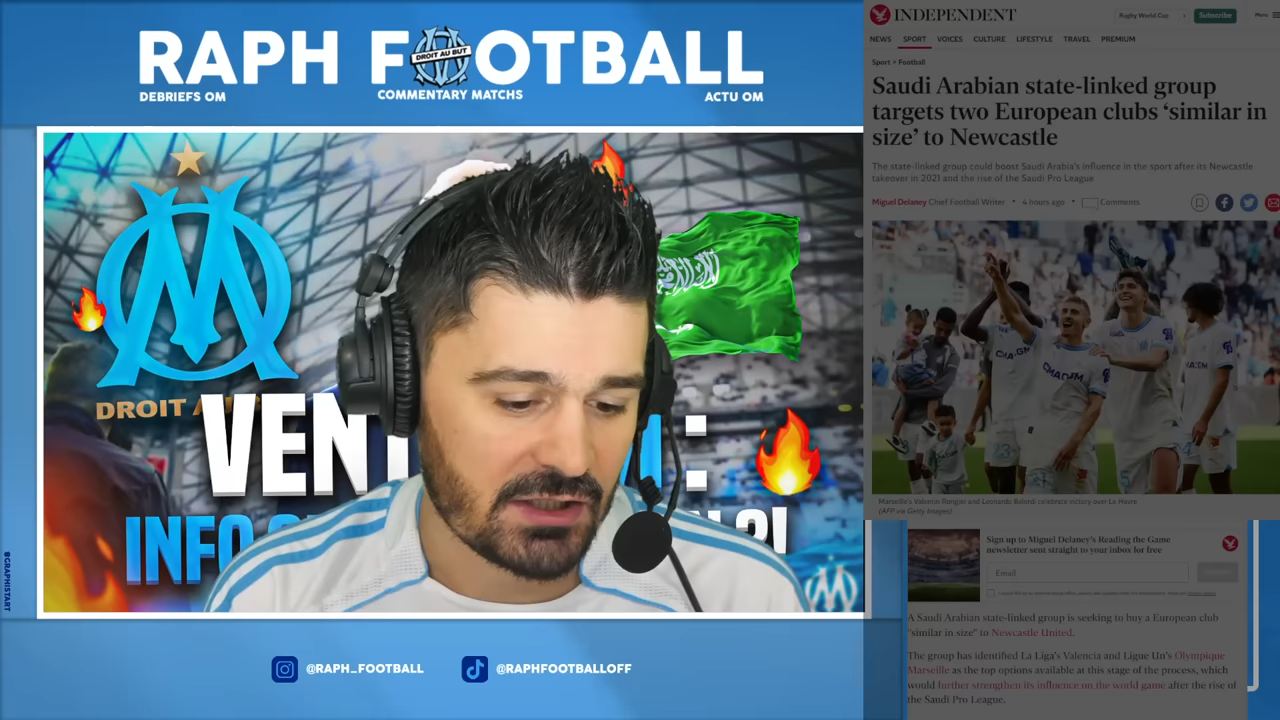 RAPH FOOTBALL
DROIT AU BUT
DEBRIEFS OM
COMMENTARY MATCHS
ACTU OM
DROIT A
VEN
:
INFO
?!
#GRAPHISTART
@RAPH_FOOTBALL
@RAPHFOOTBALLOFF
INDEPENDENT
Rugby World Cup
Subscribe
Menu
NEWS SPORT VOICES CULTURE LIFESTYLE TRAVEL PREMIUM
Sport > Football
Saudi Arabian state-linked group
targets two European clubs ‘similar in
size’ to Newcastle
The state-linked group could boost Saudi Arabia's influence in the sport after its Newcastle
takeover in 2021 and the rise of the Saudi Pro League
Miguel Delaney Chief Football Writer • 4 hours ago • Comments
Marseille's Valentin Rongier and Leonardo Balerdi celebrate victory over Le Havre
(AFP via Getty Images)
Sign up to Miguel Delaney's Reading the Game
newsletter sent straight to your inbox for free
Email
A Saudi Arabian state-linked group is seeking to buy a European club
“similar in size” to Newcastle United.
The group has identified La Liga's Valencia and Ligue Un's Olympique
Marseille as the top options available at this stage of the process, which
would further strengthen its influence on the world game after the rise of
the Saudi Pro League.